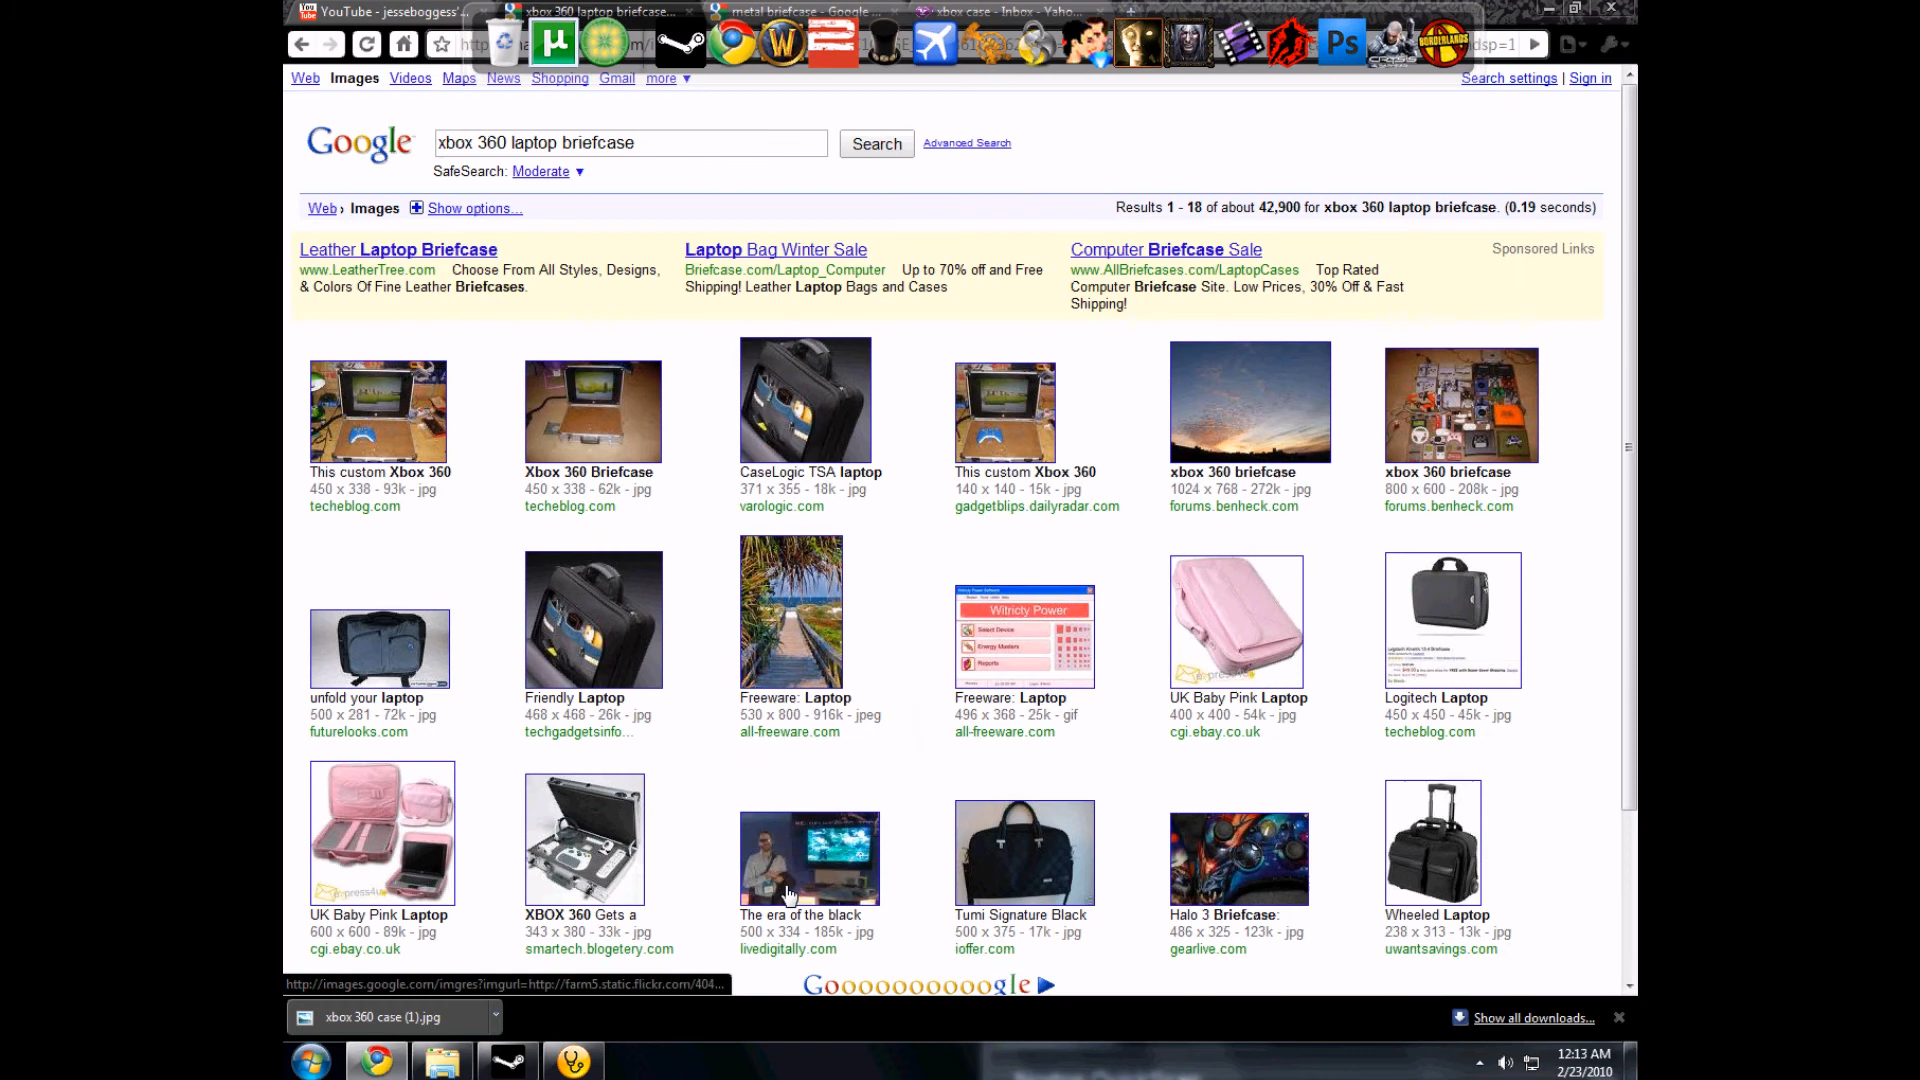 YouTube - jesseboggess'...
xbox 360 laptop briefcase...
metal briefcase - Google ...
xbox case - Inbox - Yaho...
Ps
BORDERLANDS
ndsp=1
Web Images Videos Maps News Shopping Gmail more ▼
Search settings | Sign in
Google
xbox 360 laptop briefcase
Search
Advanced Search
SafeSearch: Moderate ▼
Web › Images Show options...
Results 1 - 18 of about 42,900 for xbox 360 laptop briefcase. (0.19 seconds)
Leather Laptop Briefcase
www.LeatherTree.com Choose From All Styles, Designs,
& Colors Of Fine Leather Briefcases.
Laptop Bag Winter Sale
Briefcase.com/Laptop_Computer Up to 70% off and Free
Shipping! Leather Laptop Bags and Cases
Computer Briefcase Sale
www.AllBriefcases.com/LaptopCases Top Rated
Computer Briefcase Site. Low Prices, 30% Off & Fast
Shipping!
Sponsored Links
This custom Xbox 360
450 x 338 - 93k - jpg
techeblog.com
Xbox 360 Briefcase
450 x 338 - 62k - jpg
techeblog.com
CaseLogic TSA laptop
371 x 355 - 18k - jpg
varologic.com
This custom Xbox 360
140 x 140 - 15k - jpg
gadgetblips.dailyradar.com
xbox 360 briefcase
1024 x 768 - 272k - jpg
forums.benheck.com
xbox 360 briefcase
800 x 600 - 208k - jpg
forums.benheck.com
Witricty Power
Select Device
Energy Masters
Reports
unfold your laptop
500 x 281 - 72k - jpg
futurelooks.com
Friendly Laptop
468 x 468 - 26k - jpg
techgadgetsinfo...
Freeware: Laptop
530 x 800 - 916k - jpeg
all-freeware.com
Freeware: Laptop
496 x 368 - 25k - gif
all-freeware.com
UK Baby Pink Laptop
400 x 400 - 54k - jpg
cgi.ebay.co.uk
Logitech Laptop
450 x 450 - 45k - jpg
techeblog.com
UK Baby Pink Laptop
600 x 600 - 89k - jpg
cgi.ebay.co.uk
XBOX 360 Gets a
343 x 380 - 33k - jpg
smartech.blogetery.com
The era of the black
500 x 334 - 185k - jpg
livedigitally.com
Tumi Signature Black
500 x 375 - 17k - jpg
ioffer.com
Halo 3 Briefcase:
486 x 325 - 123k - jpg
gearlive.com
Wheeled Laptop
238 x 313 - 13k - jpg
uwantsavings.com
http://images.google.com/imgres?imgurl=http://farm5.static.flickr.com/404...
Goooooooooogle
xbox 360 case (1).jpg
Show all downloads...
12:13 AM
2/23/2010